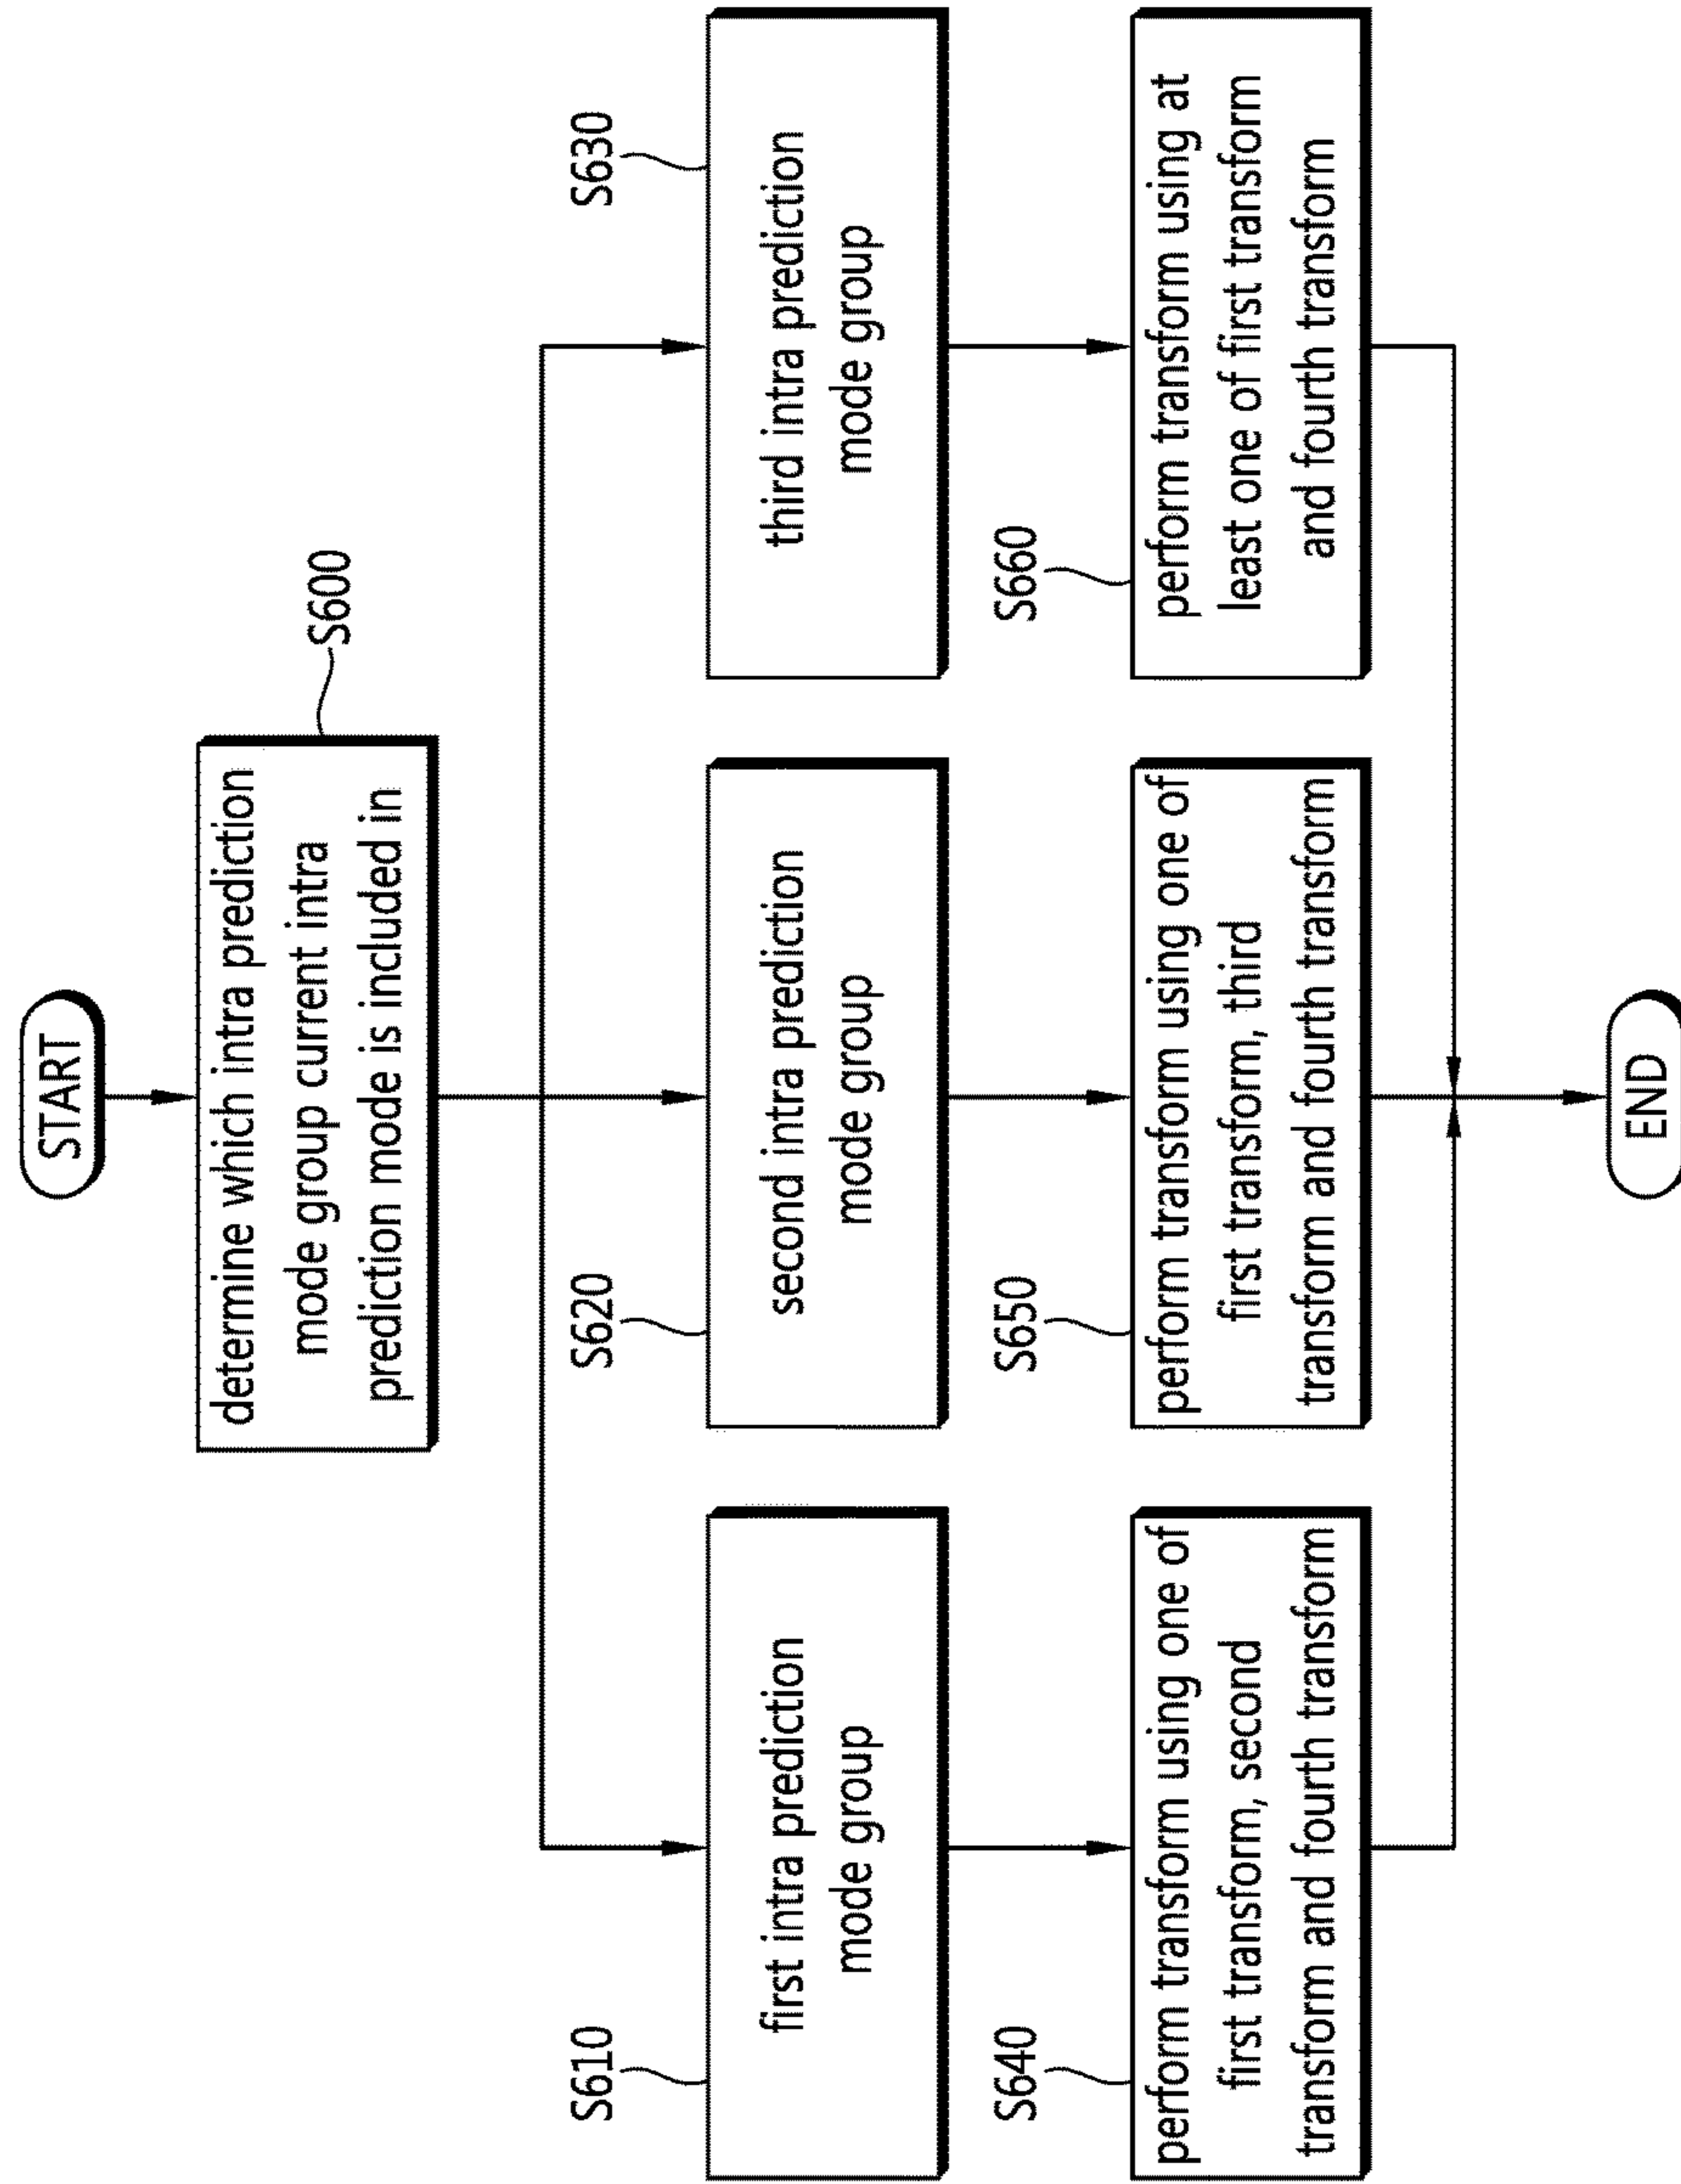 START
determine which intra prediction
mode group current intra
prediction mode is included in
S600
S610
first intra prediction
mode group
S620
second intra prediction
mode group
S630
third intra prediction
mode group
S640
perform transform using one of
first transform, second
transform and fourth transform
S650
perform transform using one of
first transform, third
transform and fourth transform
S660
perform transform using at
least one of first transform
and fourth transform
END